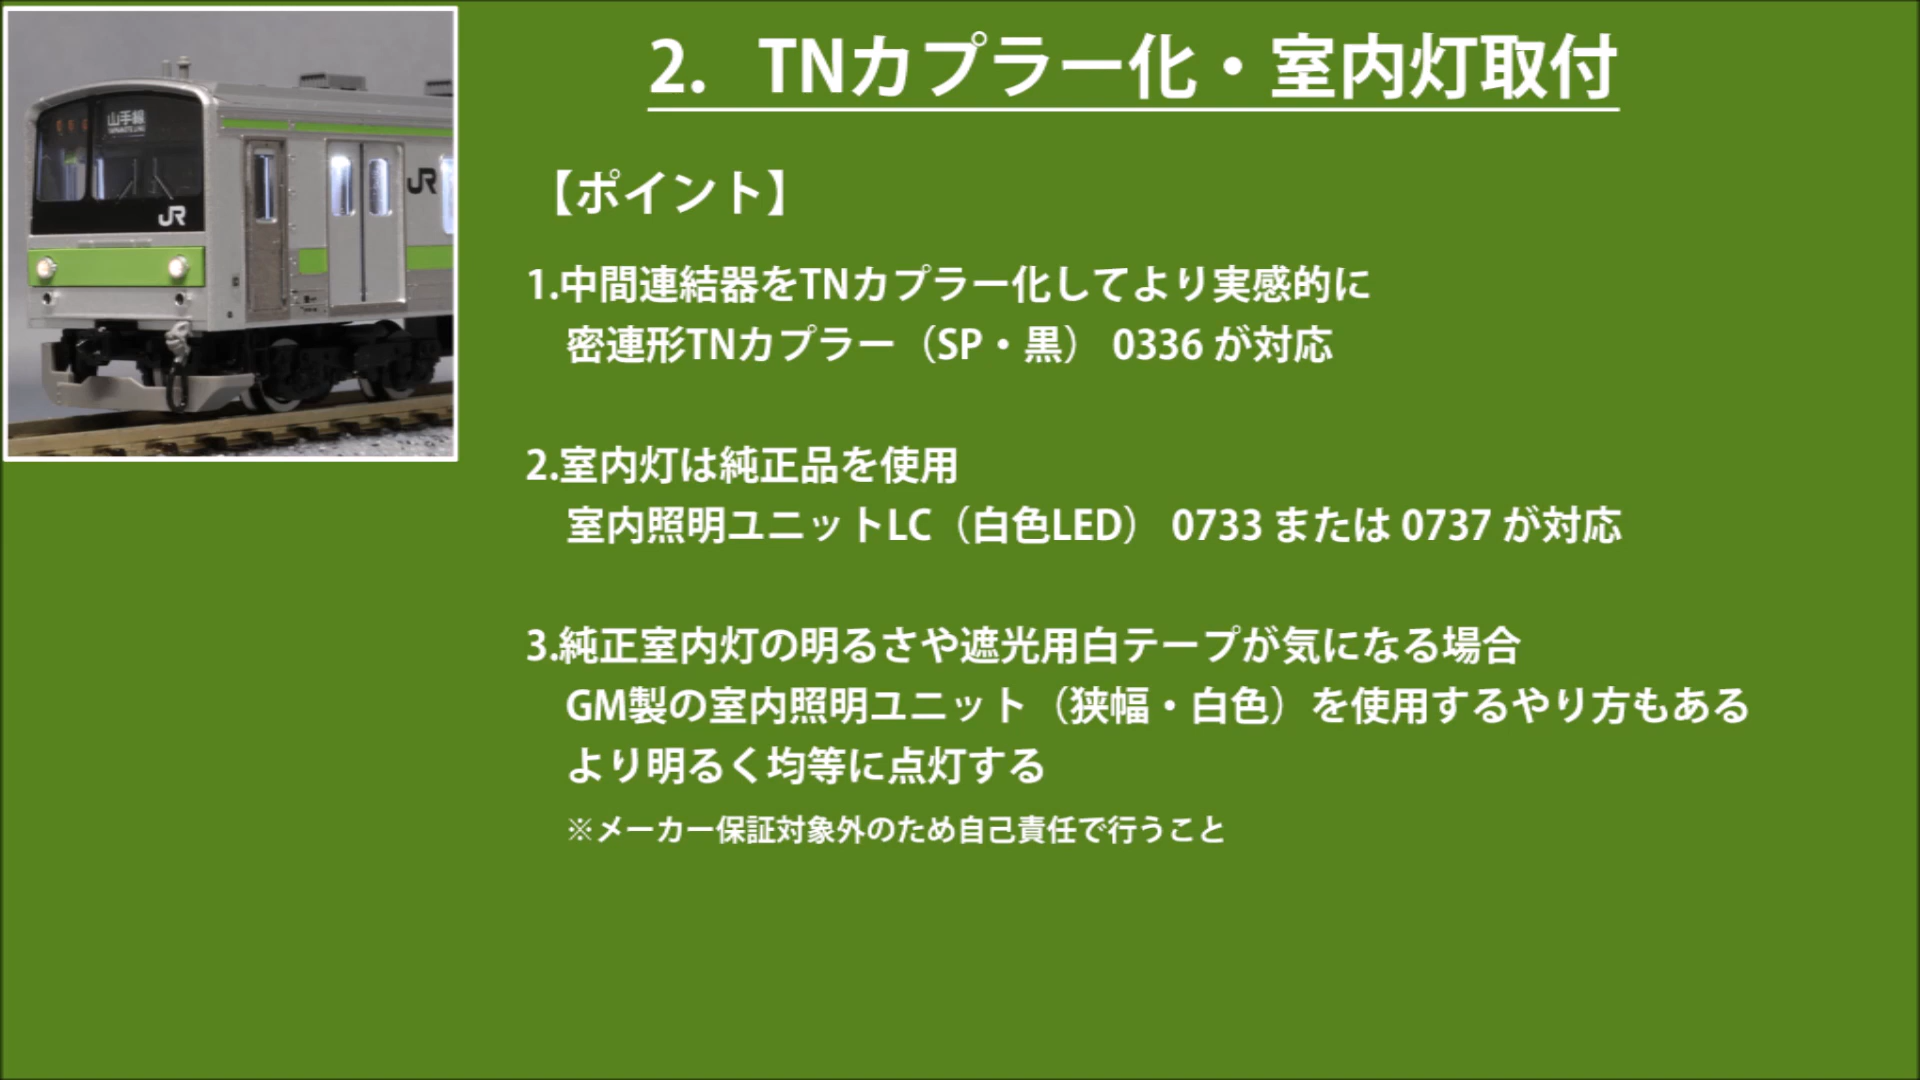 2. TNカプラー化・室内灯取付
山手線
JR
JR
【ポイント】
1.中間連結器をTNカプラー化してより実感的に
密連形TNカプラー（SP・黒） 0336 が対応
2.室内灯は純正品を使用
室内照明ユニットLC（白色LED） 0733 または 0737 が対応
3.純正室内灯の明るさや遮光用白テープが気になる場合
GM製の室内照明ユニット（狭幅・白色）を使用するやり方もある
より明るく均等に点灯する
※メーカー保証対象外のため自己責任で行うこと